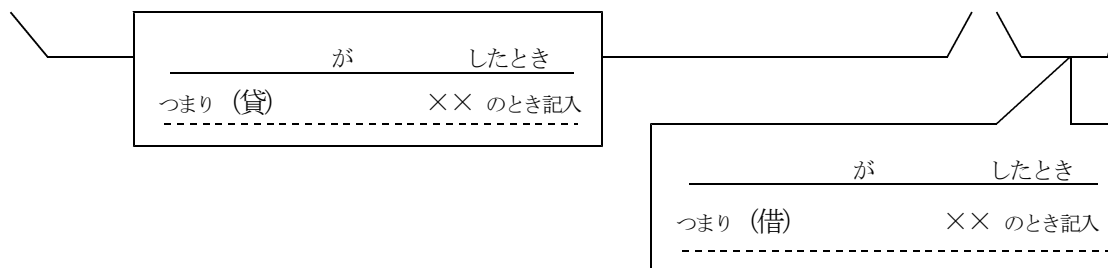 が したとき
つまり (貸) ×× のとき記入
が したとき
つまり (借) ×× のとき記入